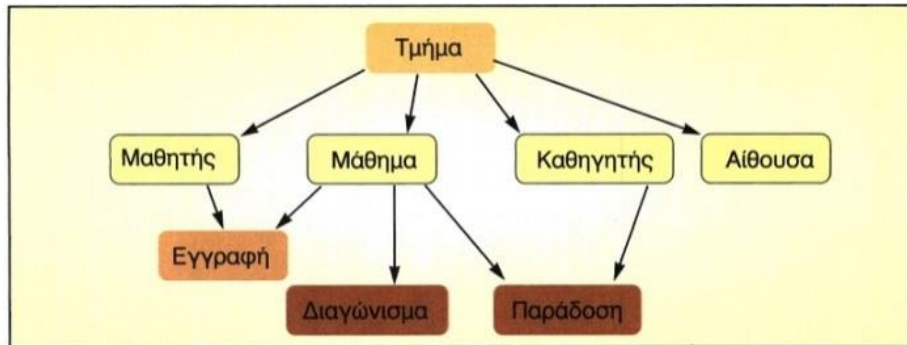 Τμήμα
Μαθητής
Μάθημα
Καθηγητής
Αίθουσα
Εγγραφή
Διαγώνισμα
Παράδοση